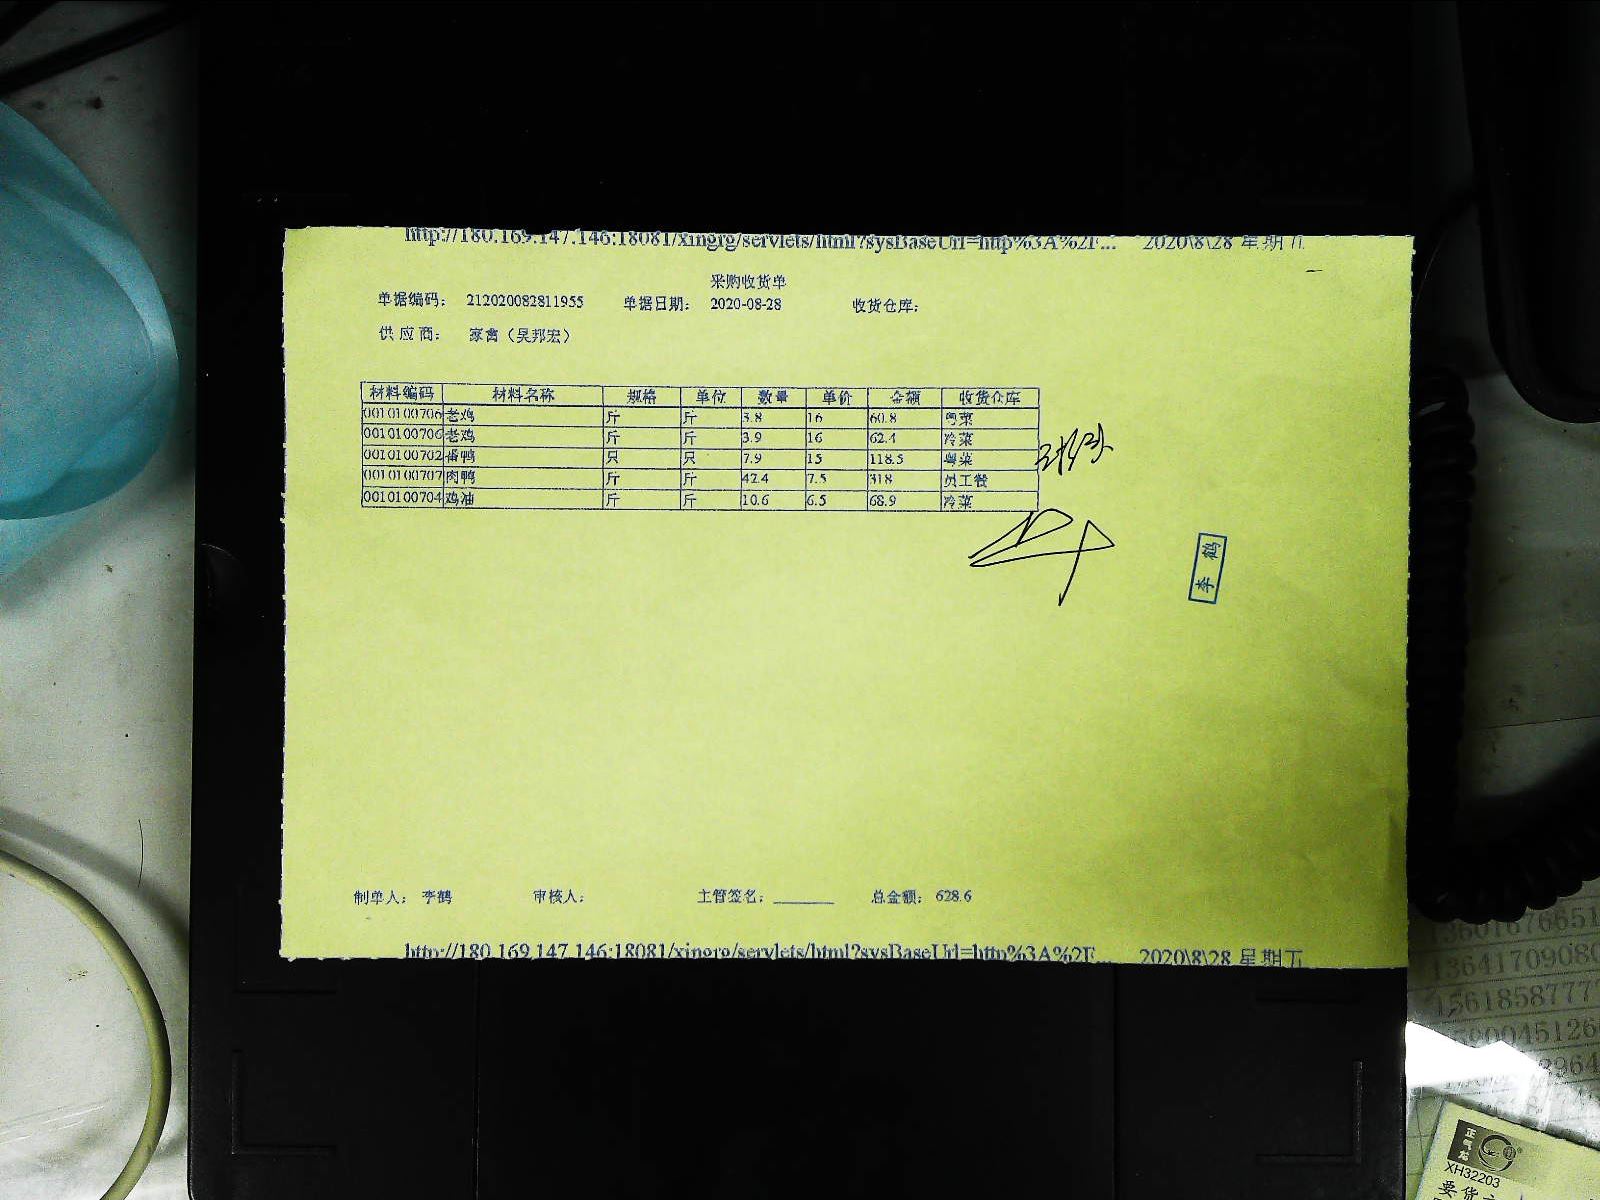 http://180.169.147.146:18081/xingrg/servlets/html?sysBaseUrl=http%3A%2F... 2020\8\28 星期五
采购收货单
单据编码: 212020082811955 单据日期: 2020-08-28 收货仓库:
供应商: 家禽（吴邦宏）
材料编码 材料名称 规格 单位 数量 单价 金额 收货仓库
0010100706 老鸡 斤 斤 3.8 16 60.8 粤菜
0010100706 老鸡 斤 斤 3.9 16 62.4 冷菜
0010100702 番鸭 只 只 7.9 15 118.5 粤菜
0010100707 肉鸭 斤 斤 42.4 7.5 318 员工餐
0010100704 鸡油 斤 斤 10.6 6.5 68.9 冷菜
李鹤
制单人: 李鹤 审核人: 主管签名: 总金额: 628.6
http://180.169.147.146:18081/xingrg/servlets/html?sysBaseUrl=http%3A%2F... 2020\8\28 星期五
正气龙
XH32203
要货